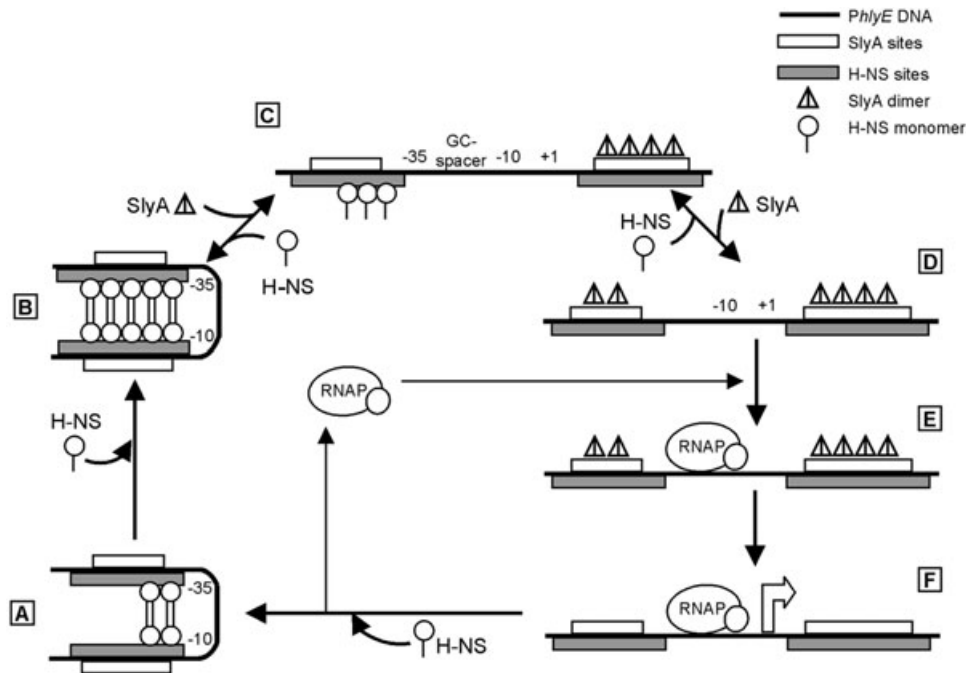 PhlyE DNA
SlyA sites
H-NS sites
SlyA dimer
H-NS monomer
C
-35
GC-
spacer
-10
+1
SlyA
H-NS
H-NS
SlyA
B
-35
-10
D
-10
+1
H-NS
RNAP
E
RNAP
A
-35
-10
H-NS
F
RNAP